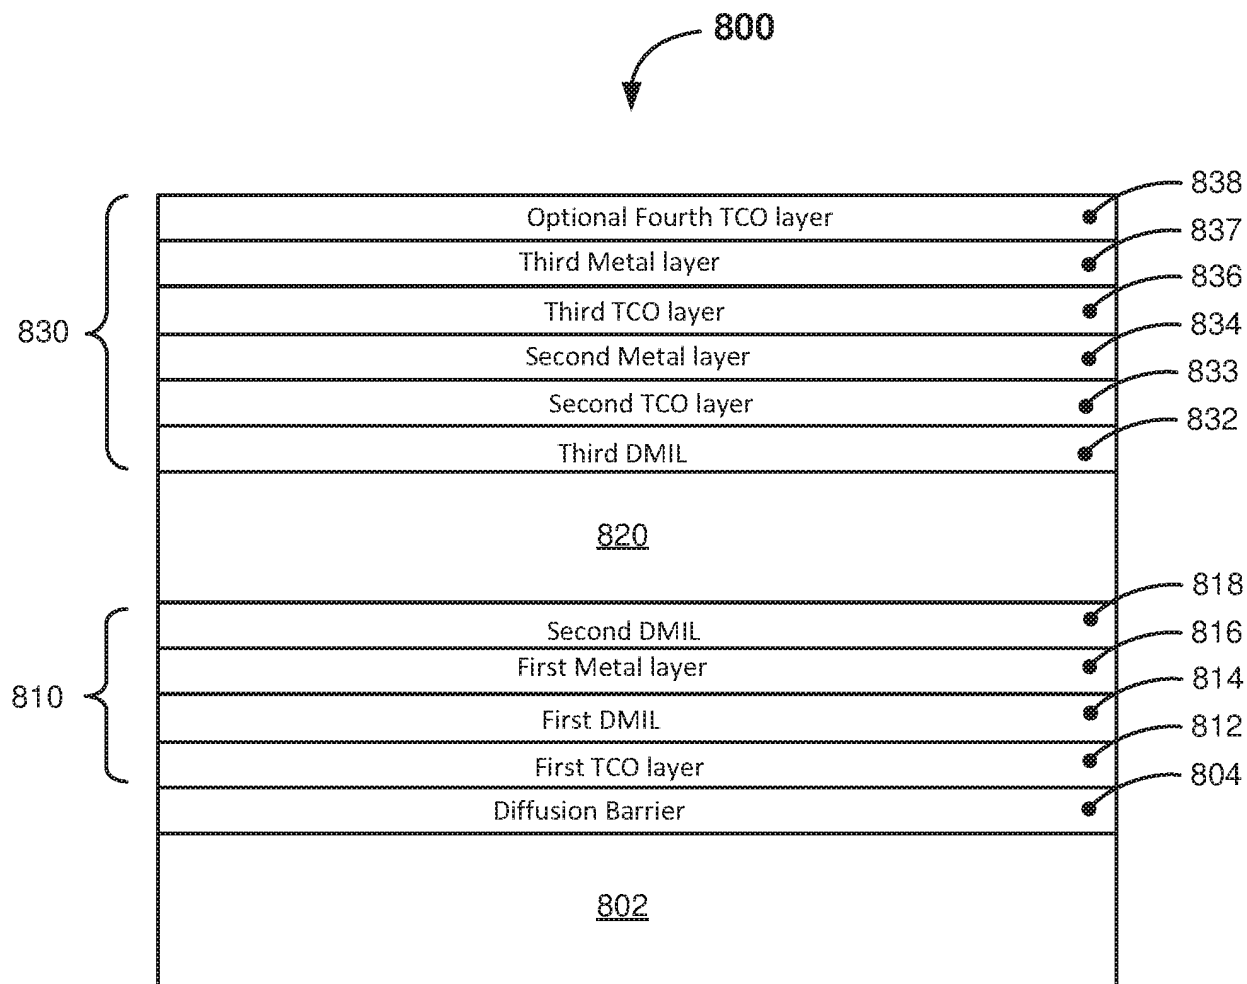 800
838
Optional Fourth TCO layer
837
Third Metal layer
836
Third TCO layer
834
830
Second Metal layer
833
Second TCO layer
832
Third DMIL
820
818
Second DMIL
816
First Metal layer
814
810
First DMIL
812
First TCO layer
804
Diffusion Barrier
802